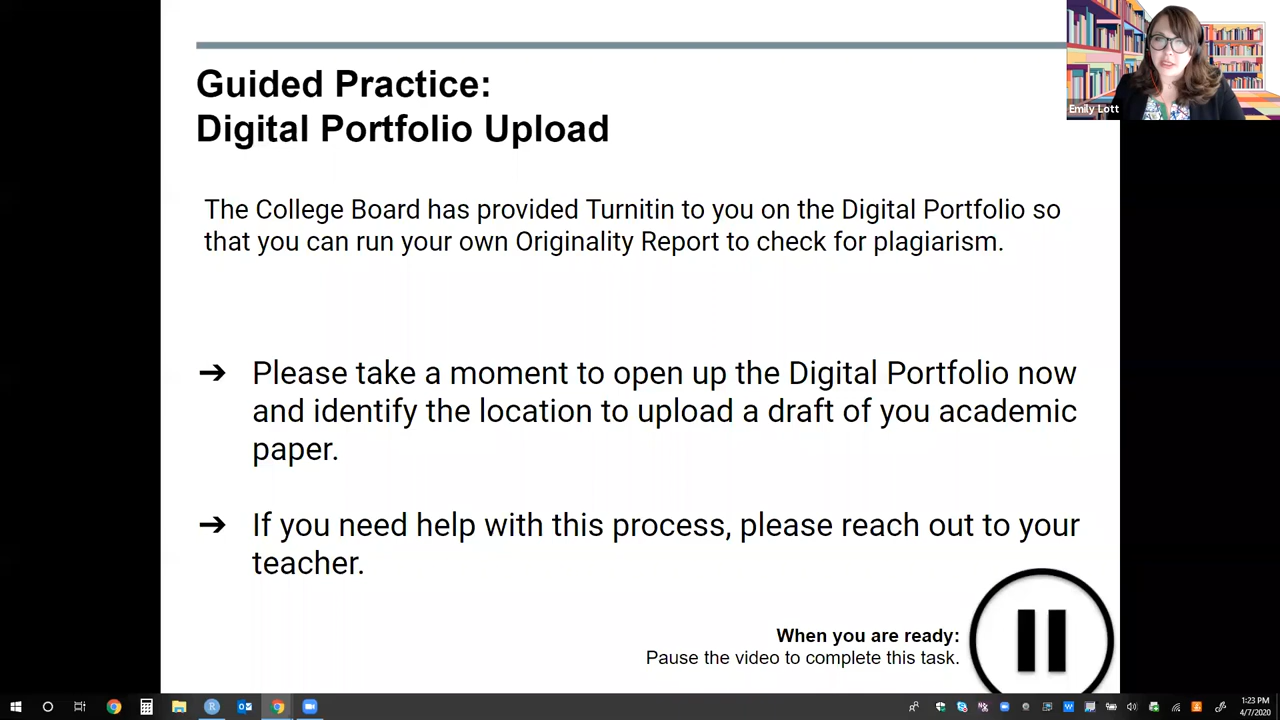 Guided Practice:
Digital Portfolio Upload
Emily Lott
The College Board has provided Turnitin to you on the Digital Portfolio so
that you can run your own Originality Report to check for plagiarism.
➔ Please take a moment to open up the Digital Portfolio now
and identify the location to upload a draft of you academic
paper.
➔ If you need help with this process, please reach out to your
teacher.
When you are ready:
Pause the video to complete this task.
1:23 PM
4/7/2020